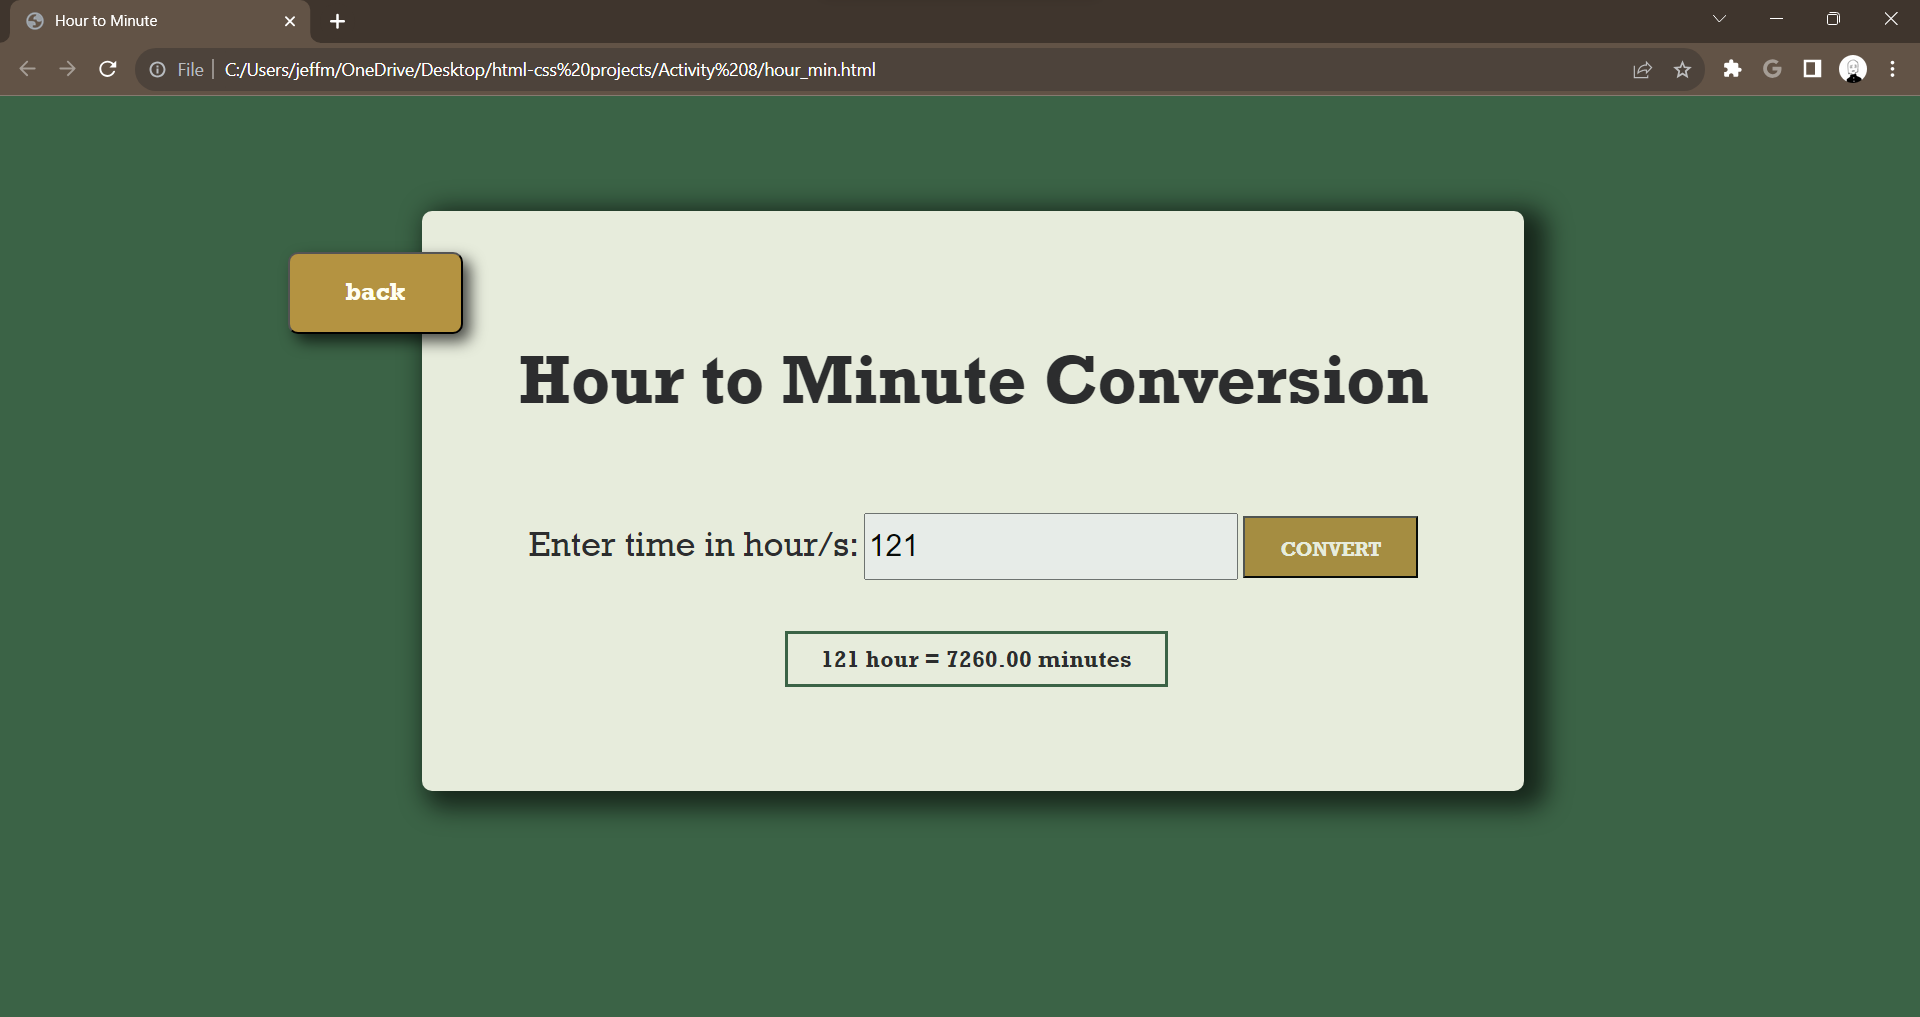 Hour to Minute
File C:/Users/jeffm/OneDrive/Desktop/html-css%20projects/Activity%208/hour_min.html
back
Hour to Minute Conversion
Enter time in hour/s: 121 CONVERT
121 hour = 7260.00 minutes